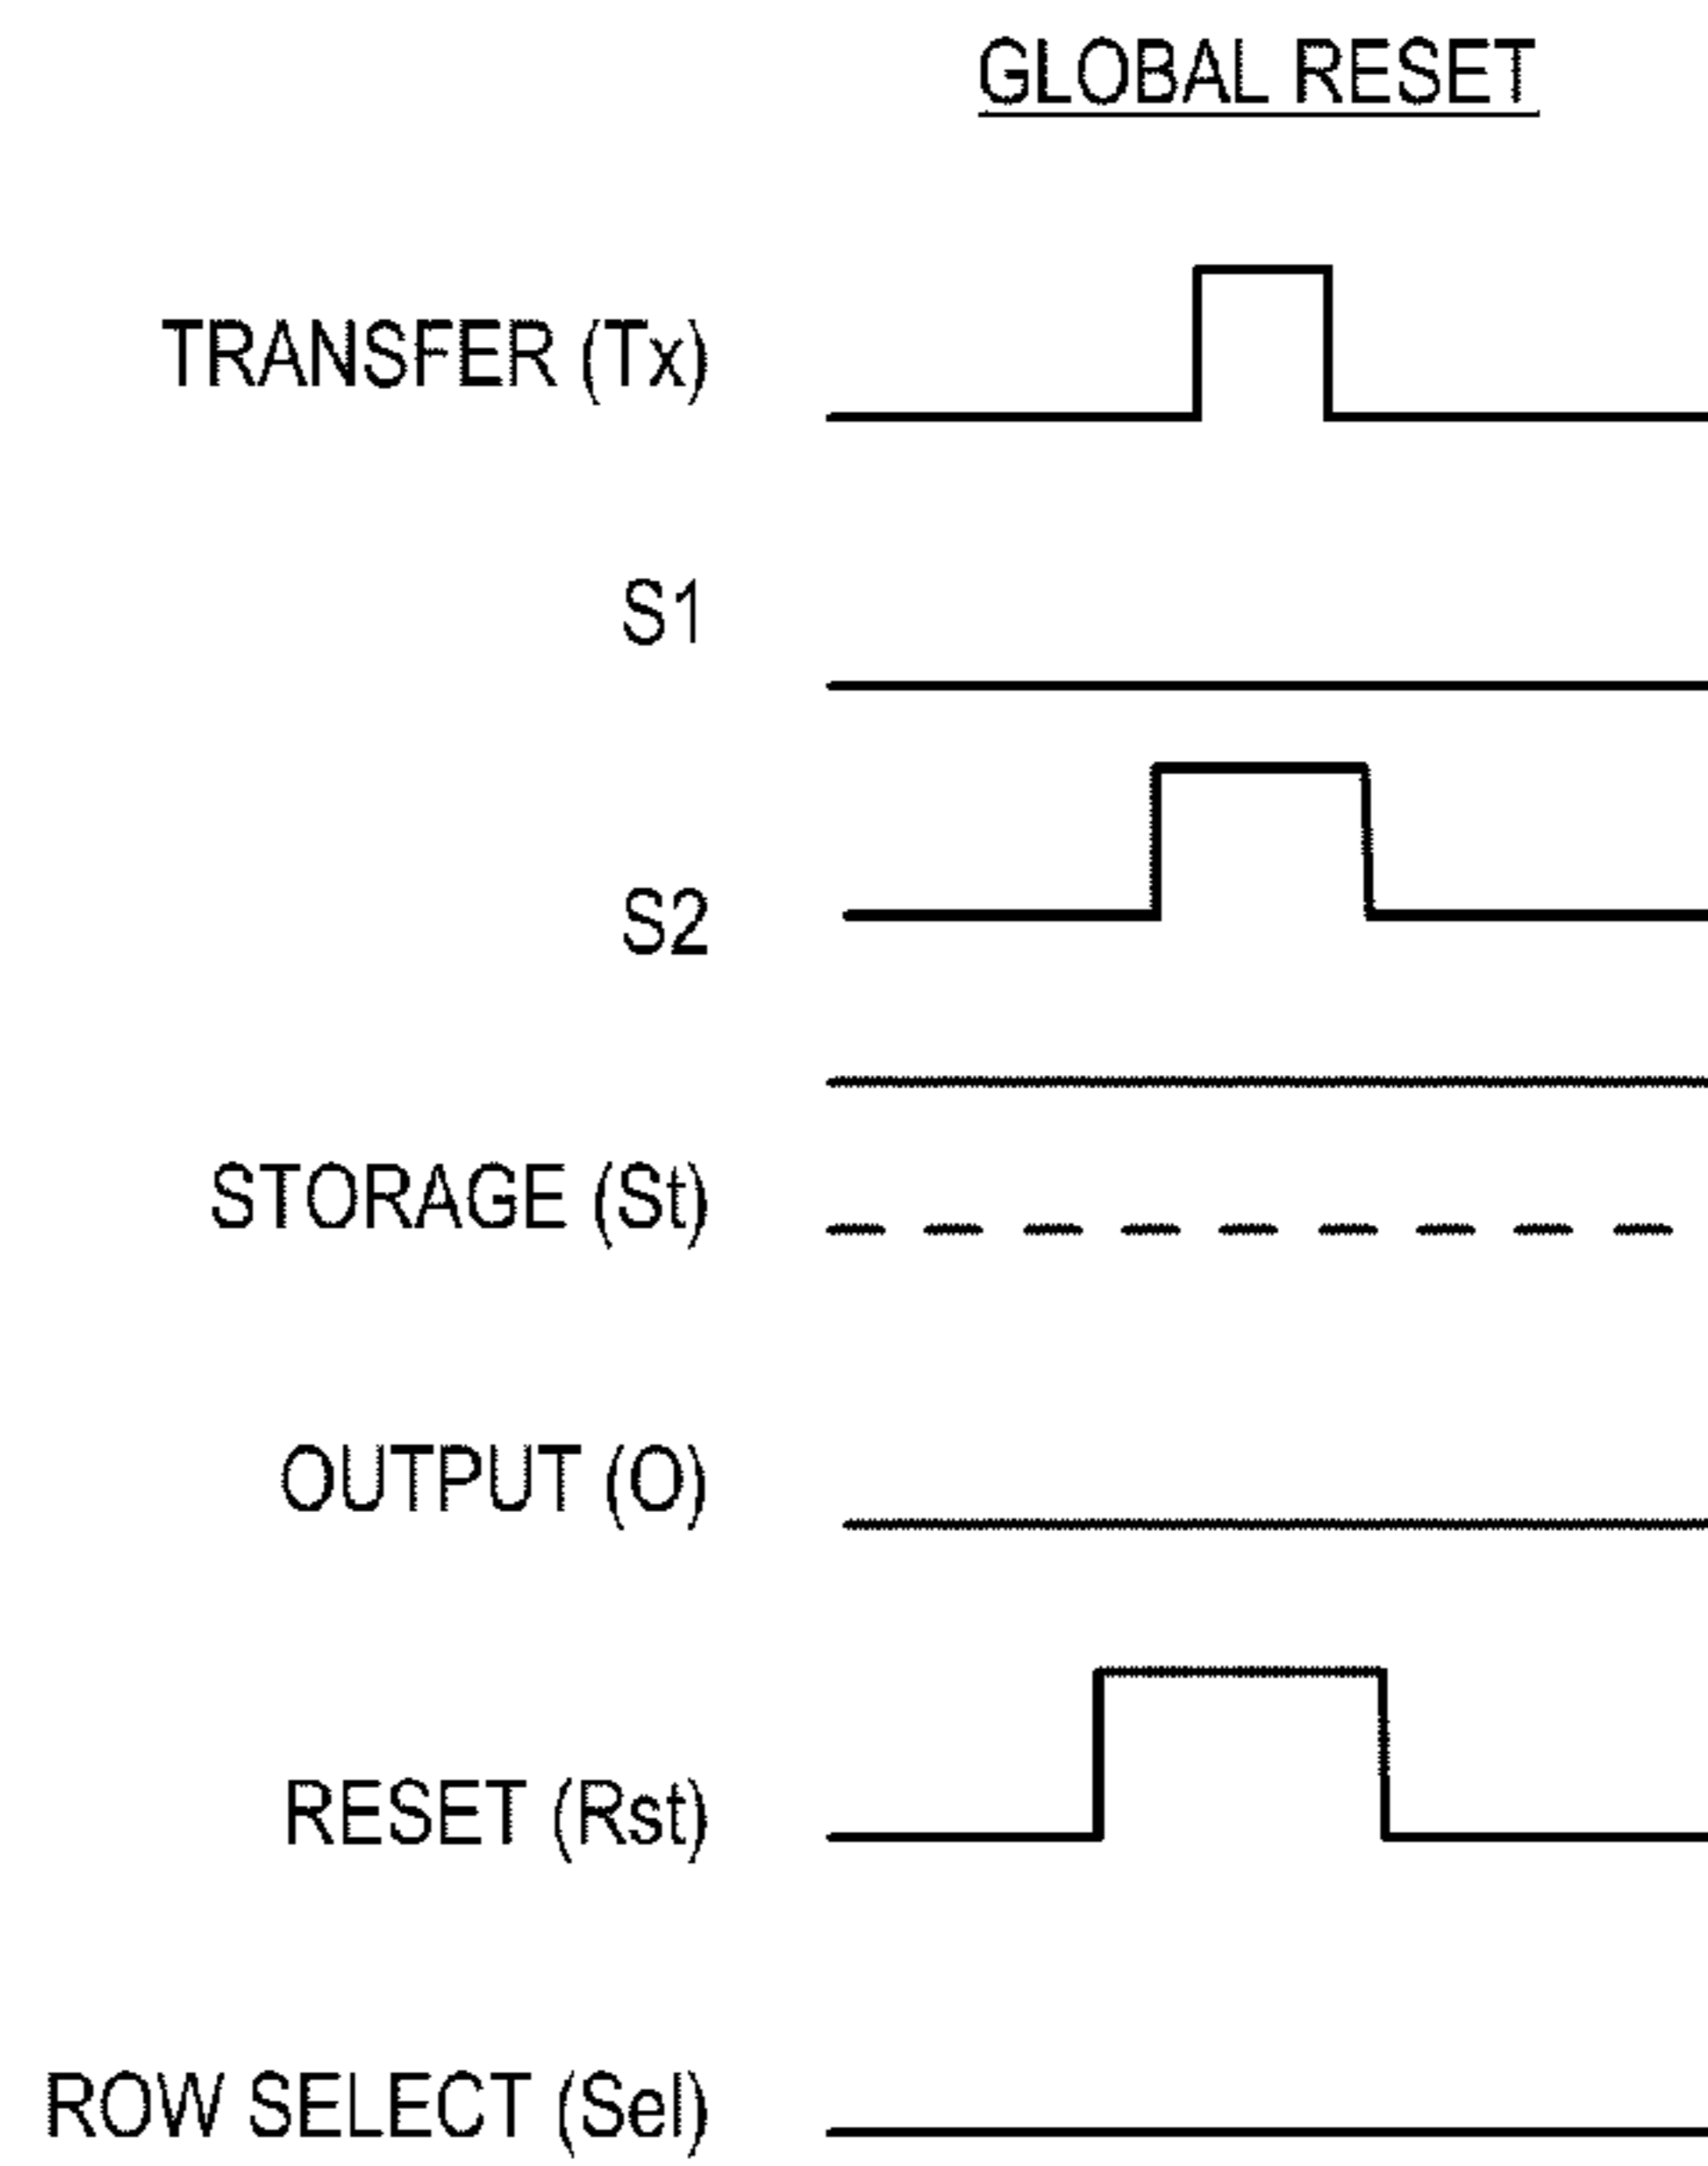 GLOBAL RESET
TRANSFER (Tx)
S1
S2
STORAGE (St)
OUTPUT (O)
RESET (Rst)
ROW SELECT (Sel)